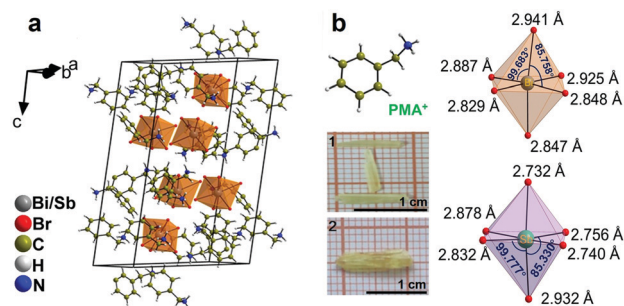 a
a
b
c
Bi/Sb
Br
C
H
N
b
PMA⁺
1
1 cm
2
1 cm
2.941 Å
99.683°
85.758°
2.887 Å
2.829 Å
2.925 Å
2.848 Å
2.847 Å
2.732 Å
2.878 Å
2.832 Å
2.756 Å
2.740 Å
99.777°
85.330°
2.932 Å